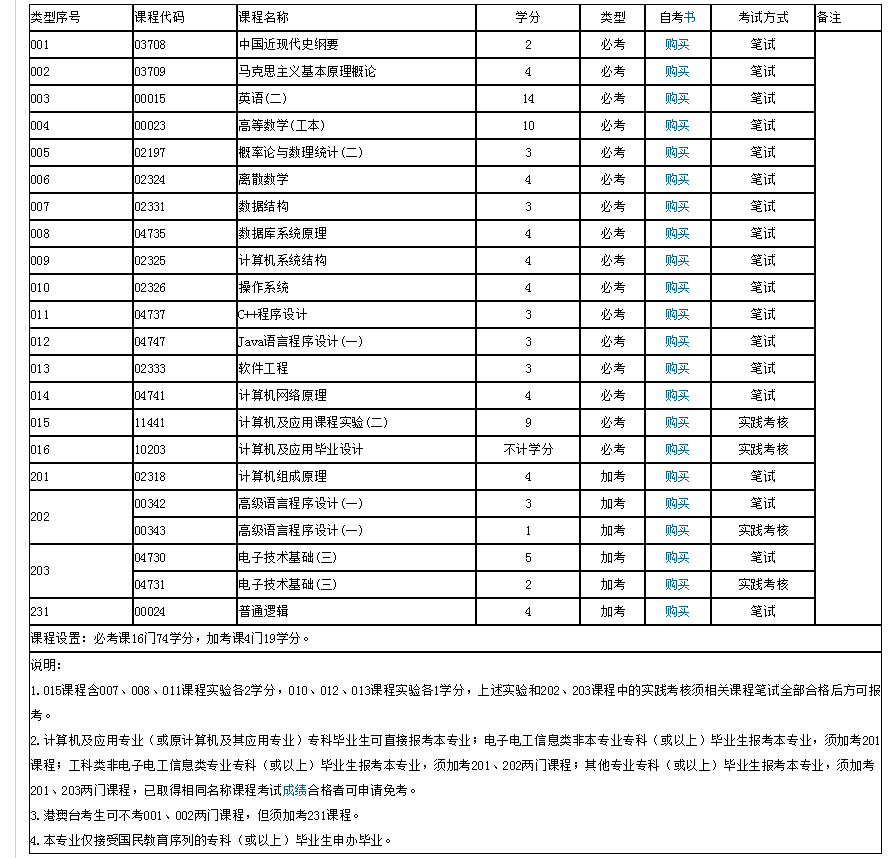 类型序号 课程代码 课程名称 学分 类型 自考书 考试方式 备注
001 03708 中国近现代史纲要 2 必考 购买 笔试
002 03709 马克思主义基本原理概论 4 必考 购买 笔试
003 00015 英语(二) 14 必考 购买 笔试
004 00023 高等数学(工本) 10 必考 购买 笔试
005 02197 概率论与数理统计(二) 3 必考 购买 笔试
006 02324 离散数学 4 必考 购买 笔试
007 02331 数据结构 3 必考 购买 笔试
008 04735 数据库系统原理 4 必考 购买 笔试
009 02325 计算机系统结构 4 必考 购买 笔试
010 02326 操作系统 4 必考 购买 笔试
011 04737 C++程序设计 3 必考 购买 笔试
012 04747 Java语言程序设计(一) 3 必考 购买 笔试
013 02333 软件工程 3 必考 购买 笔试
014 04741 计算机网络原理 4 必考 购买 笔试
015 11441 计算机及应用课程实验(二) 9 必考 购买 实践考核
016 10203 计算机及应用毕业设计 不计学分 必考 购买 实践考核
201 02318 计算机组成原理 4 加考 购买 笔试
202 00342 高级语言程序设计(一) 3 加考 购买 笔试
00343 高级语言程序设计(一) 1 加考 购买 实践考核
203 04730 电子技术基础(三) 5 加考 购买 笔试
04731 电子技术基础(三) 2 加考 购买 实践考核
231 00024 普通逻辑 4 加考 购买 笔试
课程设置：必考课16门74学分，加考课4门19学分。
说明：
1.015课程含007、008、011课程实验各2学分，010、012、013课程实验各1学分，上述实验和202、203课程中的实践考核须相关课程笔试全部合格后方可报
考。
2.计算机及应用专业（或原计算机及其应用专业）专科毕业生可直接报考本专业；电子电工信息类非本专业专科（或以上）毕业生报考本专业，须加考201
课程；工科类非电子电工信息类专业专科（或以上）毕业生报考本专业，须加考201、202两门课程；其他专业专科（或以上）毕业生报考本专业，须加考
201、203两门课程，已取得相同名称课程考试成绩合格者可申请免考。
3.港澳台考生可不考001、002两门课程，但须加考231课程。
4.本专业仅接受国民教育序列的专科（或以上）毕业生申办毕业。